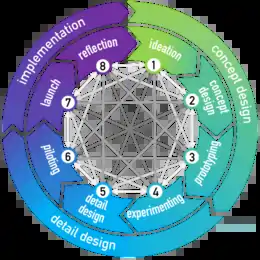 implementation
concept design
detail design
reflection
ideation
launch
concept
design
piloting
prototyping
detail
design
experimenting
8
1
7
2
6
3
5
4